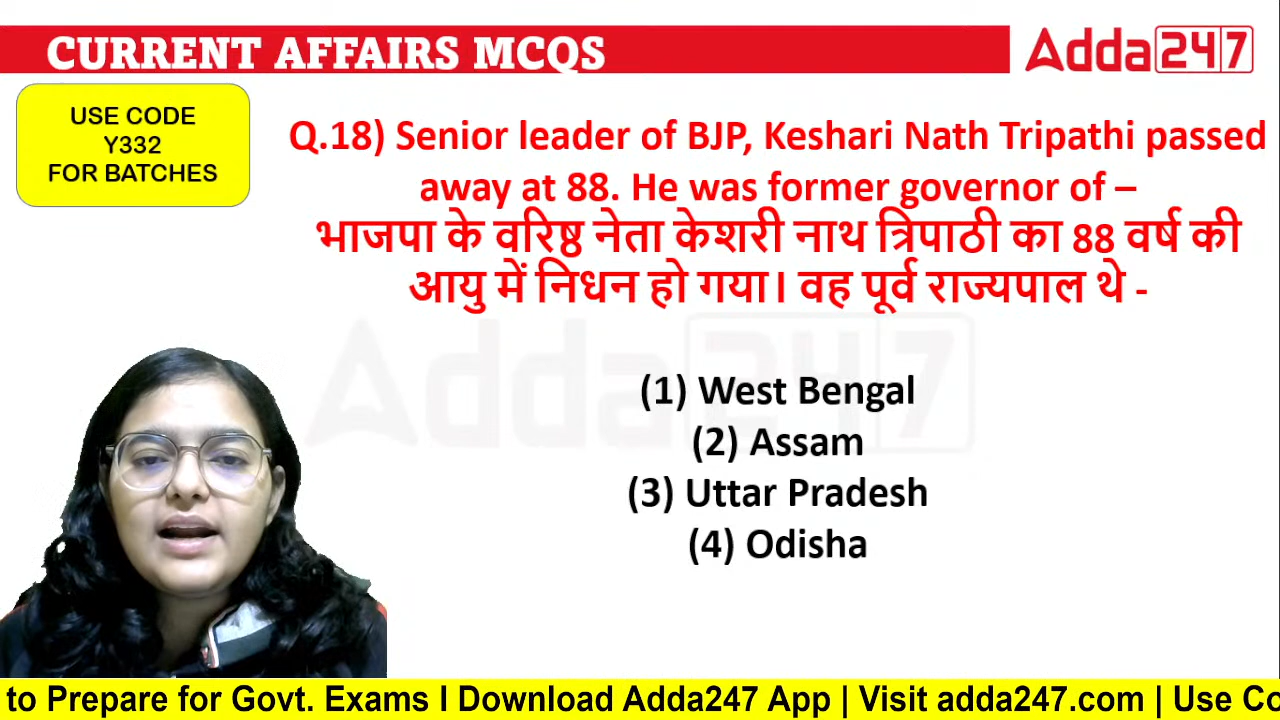 CURRENT AFFAIRS MCQS
Adda247
USE CODE
Y332
FOR BATCHES
Q.18) Senior leader of BJP, Keshari Nath Tripathi passed
away at 88. He was former governor of –
भाजपा के वरिष्ठ नेता केशरी नाथ त्रिपाठी का 88 वर्ष की
आयु में निधन हो गया। वह पूर्व राज्यपाल थे -
Adda247
(1) West Bengal
(2) Assam
(3) Uttar Pradesh
(4) Odisha
to Prepare for Govt. Exams I Download Adda247 App | Visit adda247.com | Use Co